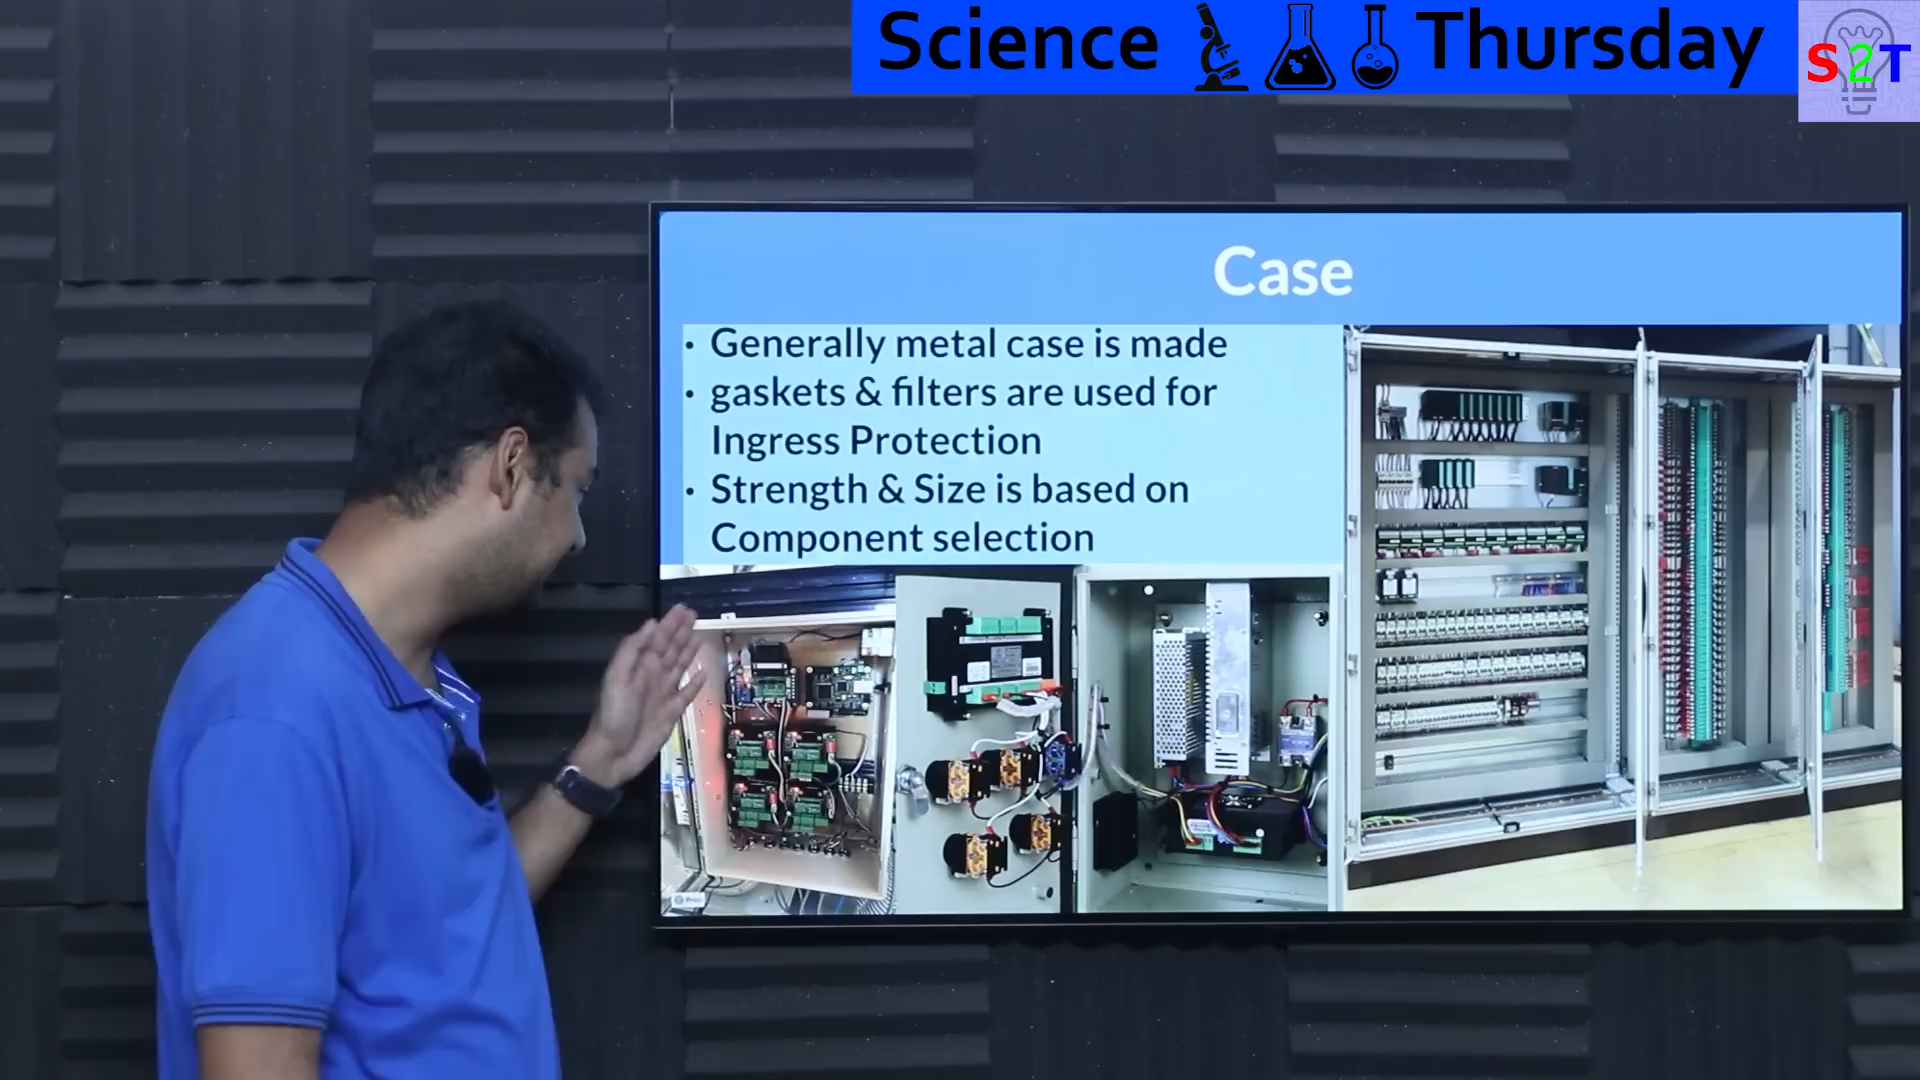 Science Thursday
S2T
Case
· Generally metal case is made
· gaskets & filters are used for
Ingress Protection
· Strength & Size is based on
Component selection